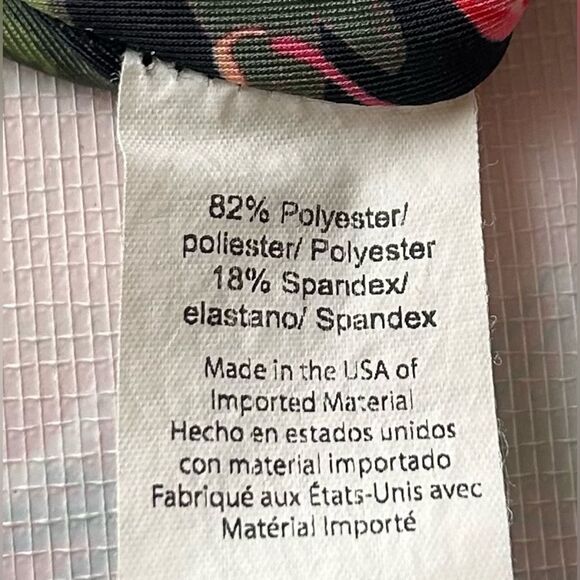 82% Polyester/
poliester/ Polyester
18% Spandex/
elastano/ Spandex
Made in the USA of
Imported Material
Hecho en estados unidos
con material importado
Fabriqué aux États-Unis avec
Matérial Importé